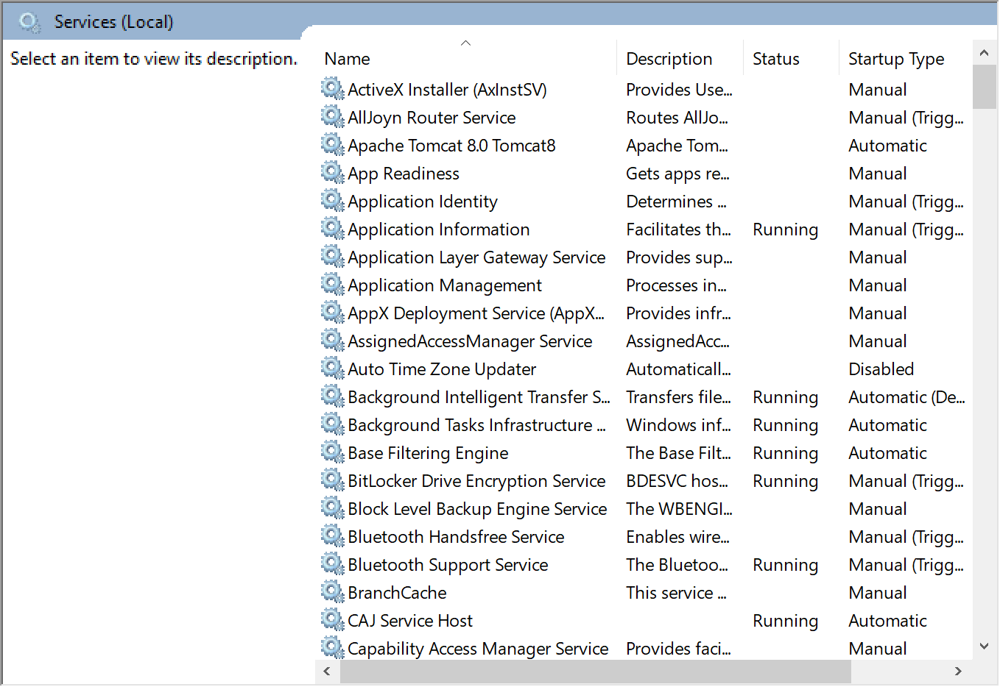 Services (Local)
Select an item to view its description.
Name Description Status Startup Type
ActiveX Installer (AxInstSV) Provides Use... Manual
AllJoyn Router Service Routes AllJo... Manual (Trigg...
Apache Tomcat 8.0 Tomcat8 Apache Tom... Automatic
App Readiness Gets apps re... Manual
Application Identity Determines ... Manual (Trigg...
Application Information Facilitates th... Running Manual (Trigg...
Application Layer Gateway Service Provides sup... Manual
Application Management Processes in... Manual
AppX Deployment Service (AppX... Provides infr... Manual
AssignedAccessManager Service AssignedAcc... Manual
Auto Time Zone Updater Automaticall... Disabled
Background Intelligent Transfer S... Transfers file... Running Automatic (De...
Background Tasks Infrastructure ... Windows inf... Running Automatic
Base Filtering Engine The Base Filt... Running Automatic
BitLocker Drive Encryption Service BDESVC hos... Running Manual (Trigg...
Block Level Backup Engine Service The WBENGI... Manual
Bluetooth Handsfree Service Enables wire... Manual (Trigg...
Bluetooth Support Service The Bluetoo... Running Manual (Trigg...
BranchCache This service ... Manual
CAJ Service Host Running Automatic
Capability Access Manager Service Provides faci... Manual